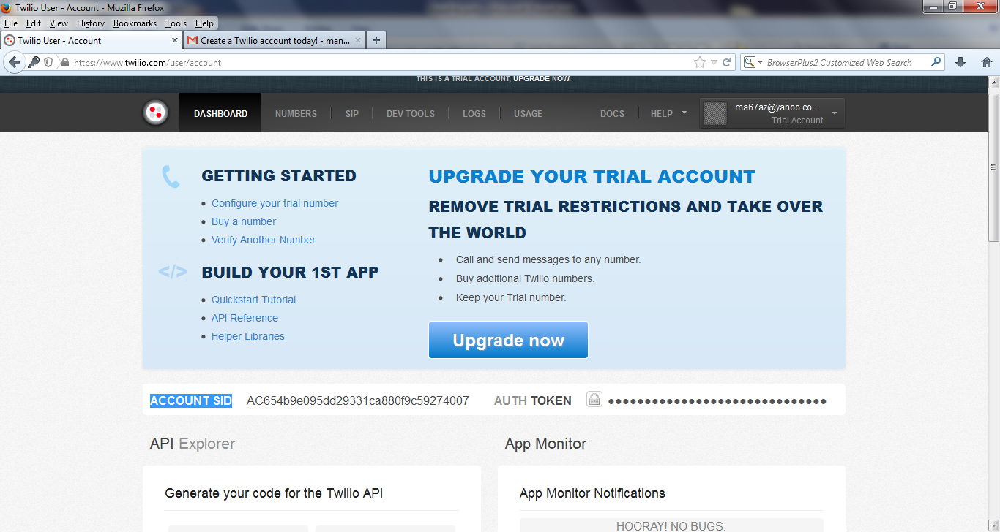 Twilio User - Account - Mozilla Firefox
File Edit View History Bookmarks Tools Help
Twilio User - Account × Create a Twilio account today! - man... × +
https://www.twilio.com/user/account BrowserPlus2 Customized Web Search
THIS IS A TRIAL ACCOUNT, UPGRADE NOW.
DASHBOARD NUMBERS SIP DEV TOOLS LOGS USAGE DOCS HELP ma67az@yahoo.co...
Trial Account
GETTING STARTED
• Configure your trial number
• Buy a number
• Verify Another Number
</> BUILD YOUR 1ST APP
• Quickstart Tutorial
• API Reference
• Helper Libraries
UPGRADE YOUR TRIAL ACCOUNT
REMOVE TRIAL RESTRICTIONS AND TAKE OVER
THE WORLD
• Call and send messages to any number.
• Buy additional Twilio numbers.
• Keep your Trial number.
Upgrade now
ACCOUNT SID AC654b9e095dd29331ca880f9c59274007 AUTH TOKEN ••••••••••••••••••••••••••••••
API Explorer
Generate your code for the Twilio API
App Monitor
App Monitor Notifications
HOORAY! NO BUGS.